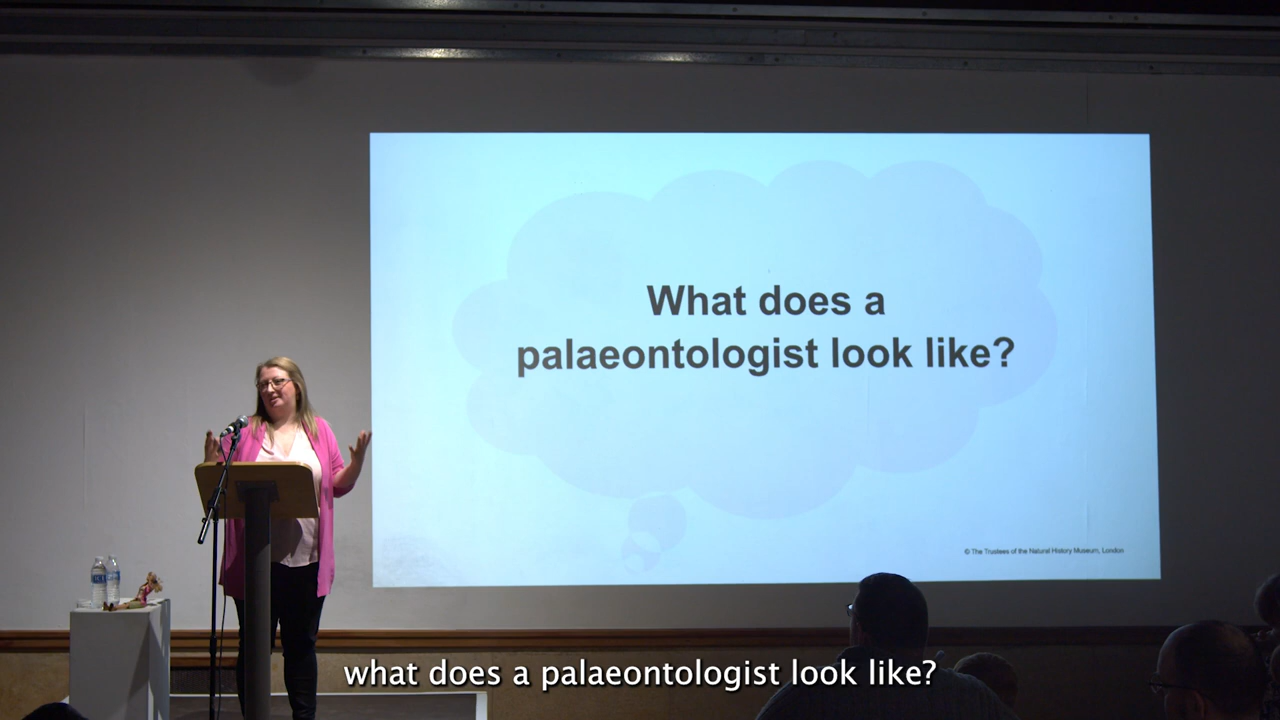 What does a
palaeontologist look like?
© The Trustees of the Natural History Museum, London
what does a palaeontologist look like?